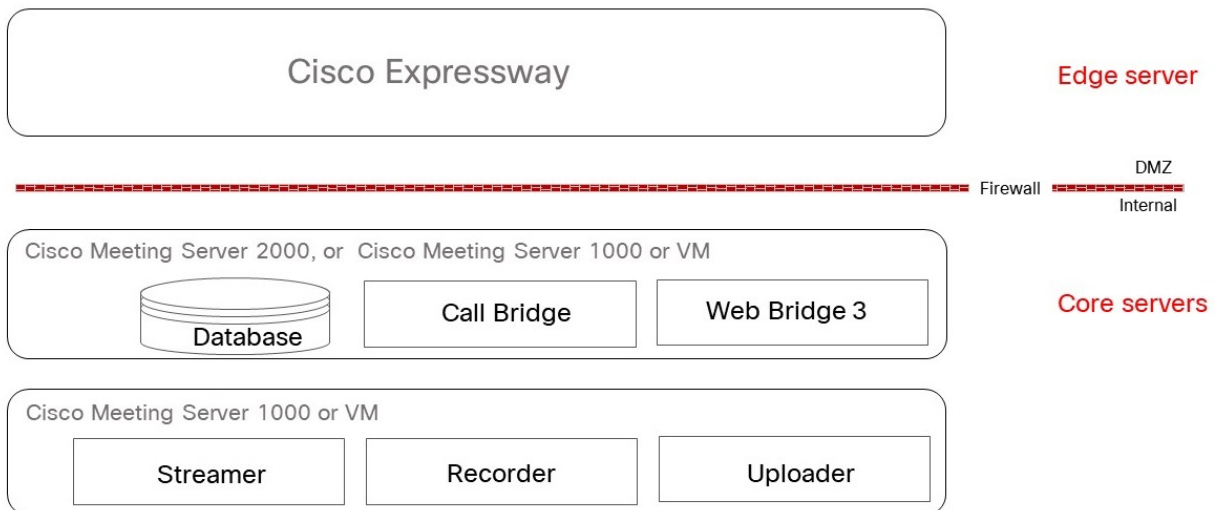 Cisco Expressway
Edge server
DMZ
Firewall
Internal
Cisco Meeting Server 2000, or Cisco Meeting Server 1000 or VM
Database
Call Bridge
Web Bridge 3
Core servers
Cisco Meeting Server 1000 or VM
Streamer
Recorder
Uploader